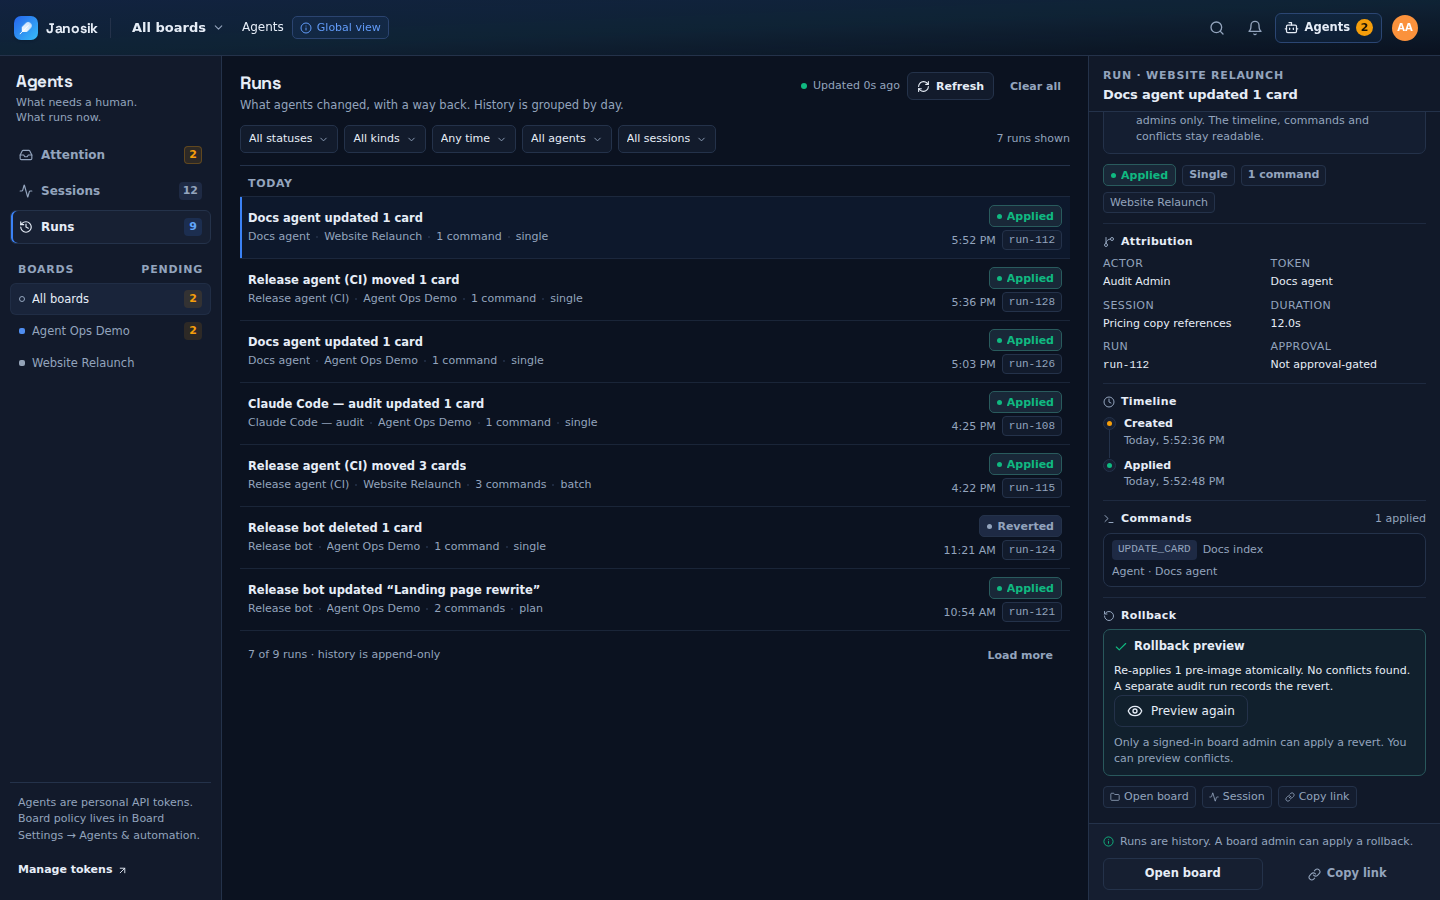 Janosik
All boards
Agents
Global view
Agents 2
AA
Agents
What needs a human.
What runs now.
Attention 2
Sessions 12
Runs 9
BOARDS PENDING
All boards 2
Agent Ops Demo 2
Website Relaunch
Agents are personal API tokens.
Board policy lives in Board
Settings → Agents & automation.
Manage tokens ↗
Runs
What agents changed, with a way back. History is grouped by day.
Updated 0s ago
Refresh
Clear all
All statuses
All kinds
Any time
All agents
All sessions
7 runs shown
TODAY
Docs agent updated 1 card
Applied
Docs agent · Website Relaunch · 1 command · single
5:52 PM run-112
Release agent (CI) moved 1 card
Applied
Release agent (CI) · Agent Ops Demo · 1 command · single
5:36 PM run-128
Docs agent updated 1 card
Applied
Docs agent · Agent Ops Demo · 1 command · single
5:03 PM run-126
Claude Code — audit updated 1 card
Applied
Claude Code — audit · Agent Ops Demo · 1 command · single
4:25 PM run-108
Release agent (CI) moved 3 cards
Applied
Release agent (CI) · Website Relaunch · 3 commands · batch
4:22 PM run-115
Release bot deleted 1 card
Reverted
Release bot · Agent Ops Demo · 1 command · single
11:21 AM run-124
Release bot updated “Landing page rewrite”
Applied
Release bot · Agent Ops Demo · 2 commands · plan
10:54 AM run-121
7 of 9 runs · history is append-only
Load more
RUN · WEBSITE RELAUNCH
Docs agent updated 1 card
admins only. The timeline, commands and
conflicts stay readable.
Applied
Single
1 command
Website Relaunch
Attribution
ACTOR TOKEN
Audit Admin Docs agent
SESSION DURATION
Pricing copy references 12.0s
RUN APPROVAL
run-112 Not approval-gated
Timeline
Created
Today, 5:52:36 PM
Applied
Today, 5:52:48 PM
Commands 1 applied
UPDATE_CARD Docs index
Agent · Docs agent
Rollback
Rollback preview
Re-applies 1 pre-image atomically. No conflicts found.
A separate audit run records the revert.
Preview again
Only a signed-in board admin can apply a revert. You
can preview conflicts.
Open board
Session
Copy link
Runs are history. A board admin can apply a rollback.
Open board
Copy link